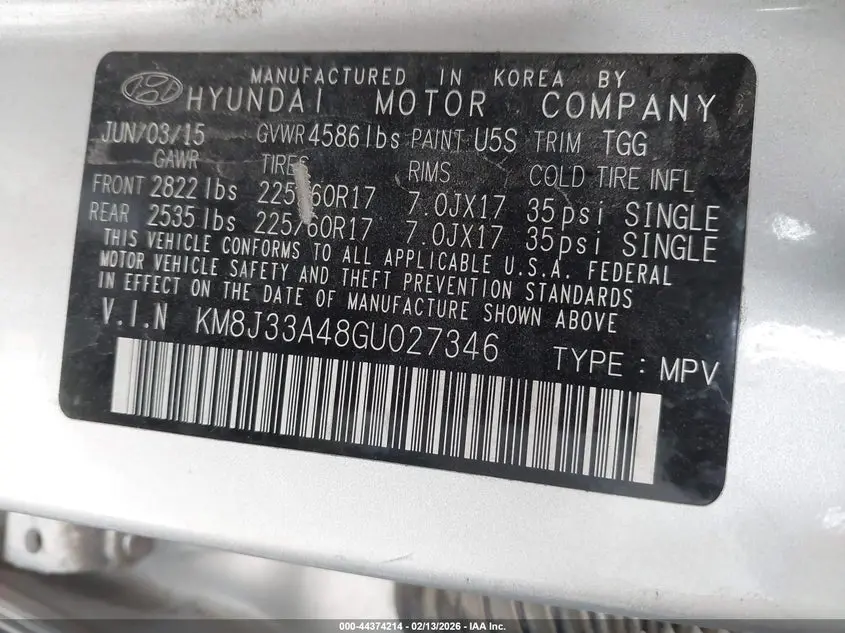 MANUFACTURED IN KOREA BY
HYUNDAI MOTOR COMPANY
JUN/03/15 GVWR 4586 lbs PAINT U5S TRIM TGG
GAWR TIRES RIMS COLD TIRE INFL
FRONT 2822 lbs 225/60R17 7.0JX17 35psi SINGLE
REAR 2535 lbs 225/60R17 7.0JX17 35psi SINGLE
THIS VEHICLE CONFORMS TO ALL APPLICABLE U.S.A. FEDERAL
MOTOR VEHICLE SAFETY AND THEFT PREVENTION STANDARDS
IN EFFECT ON THE DATE OF MANUFACTURE SHOWN ABOVE
V.I.N KM8J33A48GU027346 TYPE : MPV
000-44374214 - 02/13/2026 - IAA Inc.